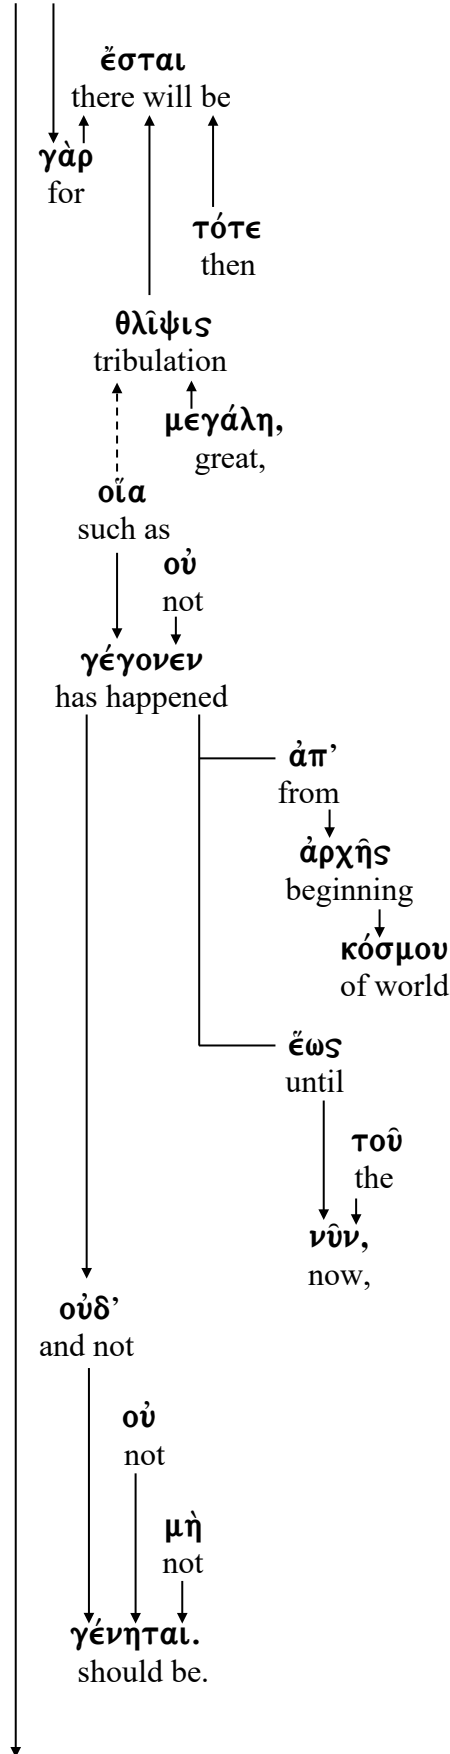 ἔσται
there will be
γὰρ
for
τότε
then
θλῖψις
tribulation
μεγάλη,
great,
οἵα
such as
οὐ
not
γέγονεν
has happened
ἀπ’
from
ἀρχῆς
beginning
κόσμου
of world
ἕως
until
τοῦ
the
νῦν,
now,
οὐδ’
and not
οὐ
not
μὴ
not
γένηται.
should be.